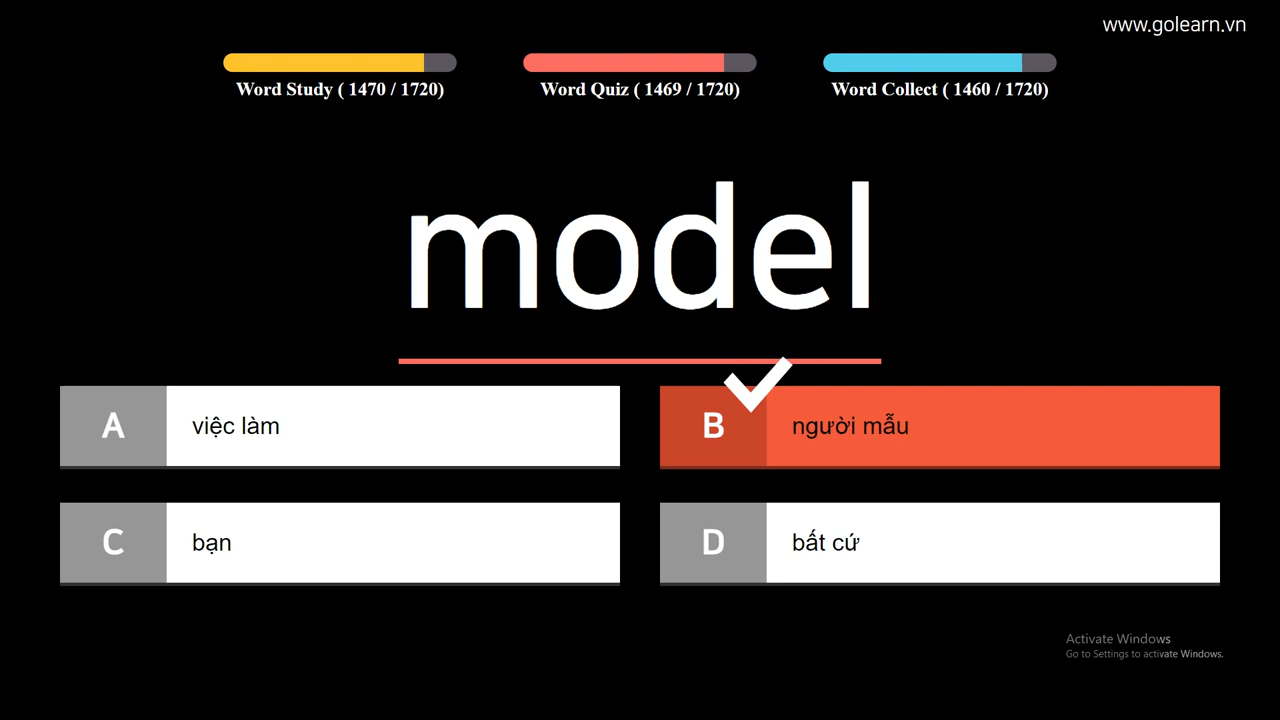 www.golearn.vn
Word Study ( 1470 / 1720)
Word Quiz ( 1469 / 1720)
Word Collect ( 1460 / 1720)
model
A việc làm
B người mẫu
C bạn
D bất cứ
Activate Windows
Go to Settings to activate Windows.